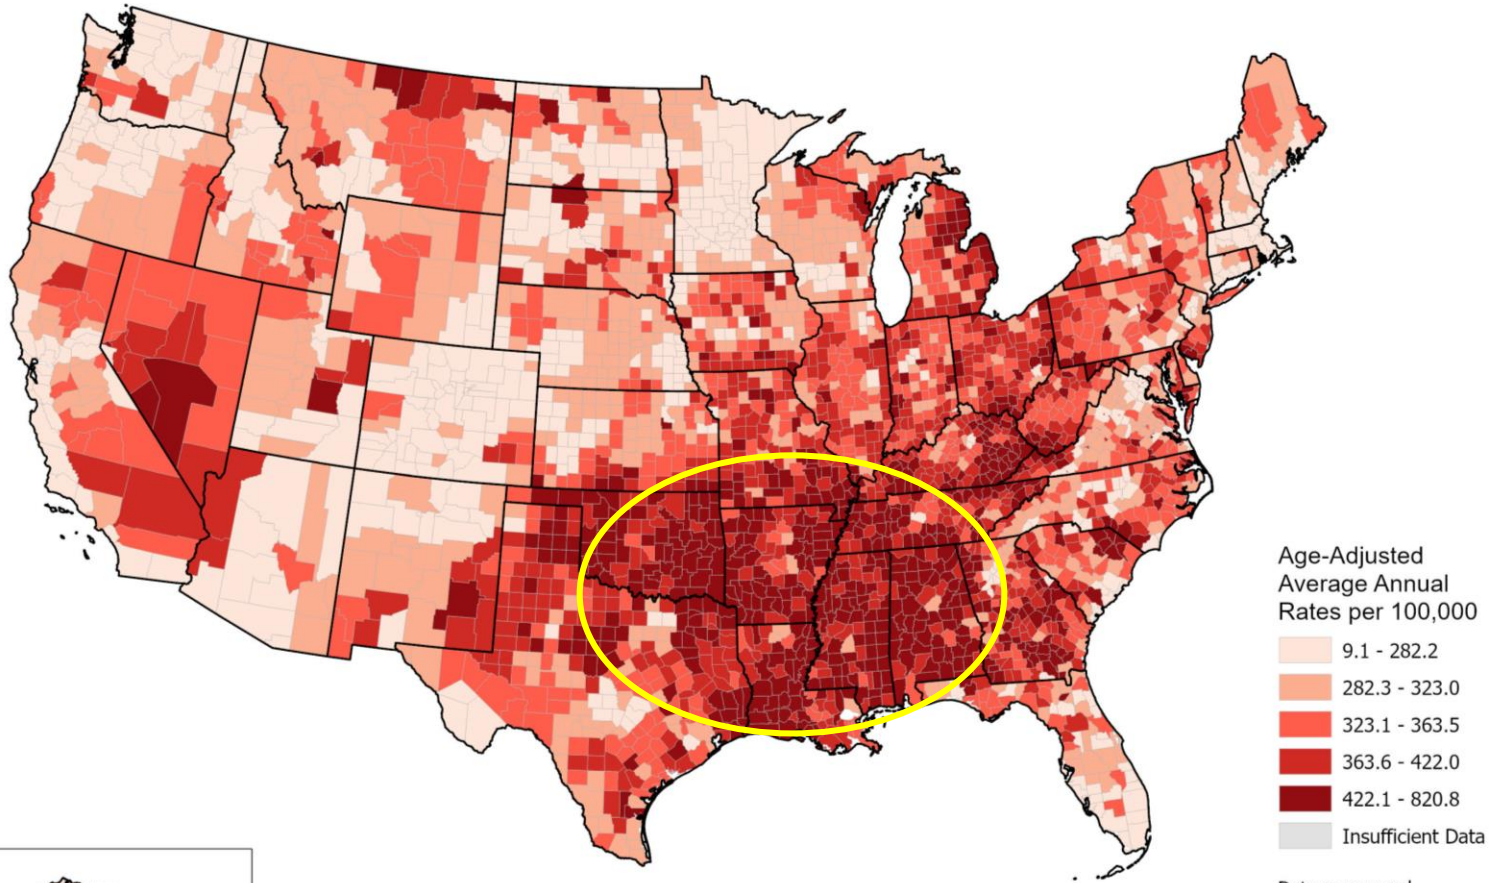 Age-Adjusted
Average Annual
Rates per 100,000
9.1 - 282.2
282.3 - 323.0
323.1 - 363.5
363.6 - 422.0
422.1 - 820.8
Insufficient Data